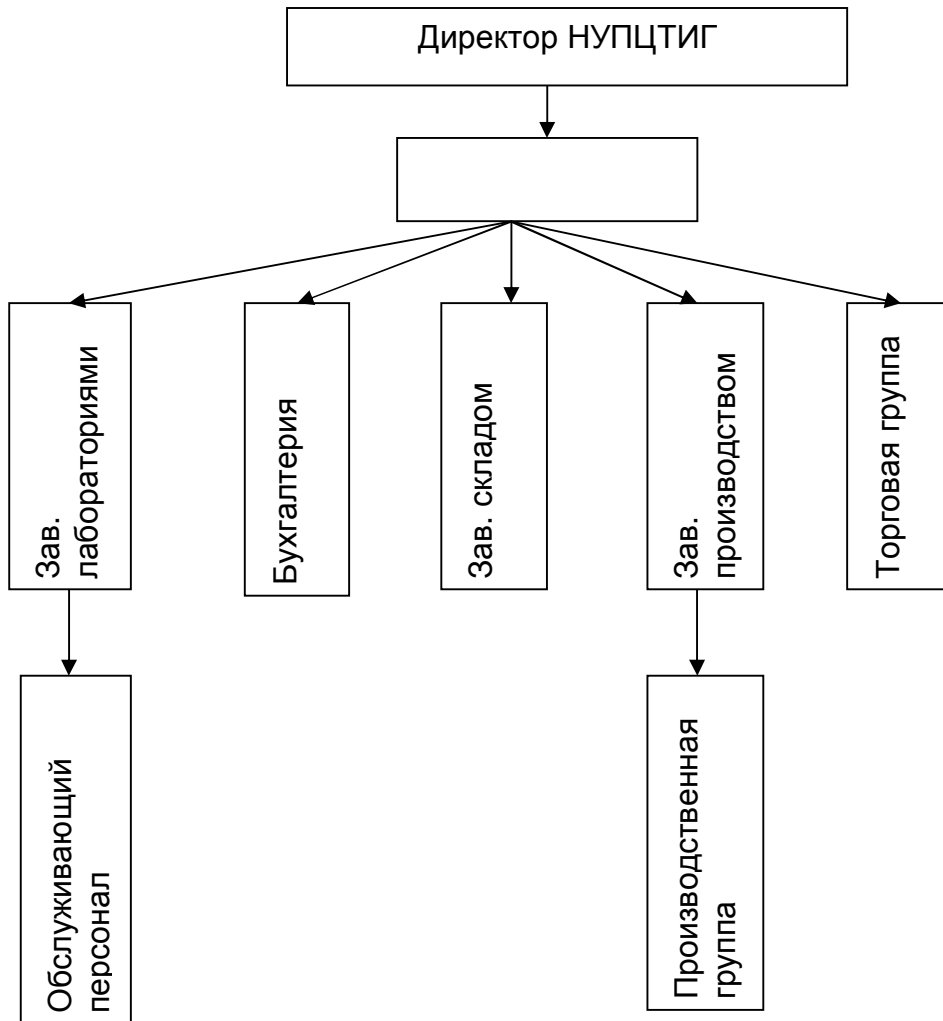 Директор НУПЦТИГ
Зав.
лабораториями
Бухгалтерия
Зав. складом
Зав.
производством
Торговая группа
Обслуживающий
персонал
Производственная
группа